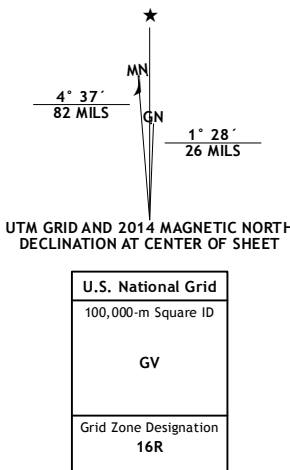 ★
MN
GN
4° 37´
82 MILS
1° 28´
26 MILS
UTM GRID AND 2014 MAGNETIC NORTH
DECLINATION AT CENTER OF SHEET
U.S. National Grid
100,000-m Square ID
GV
Grid Zone Designation
16R